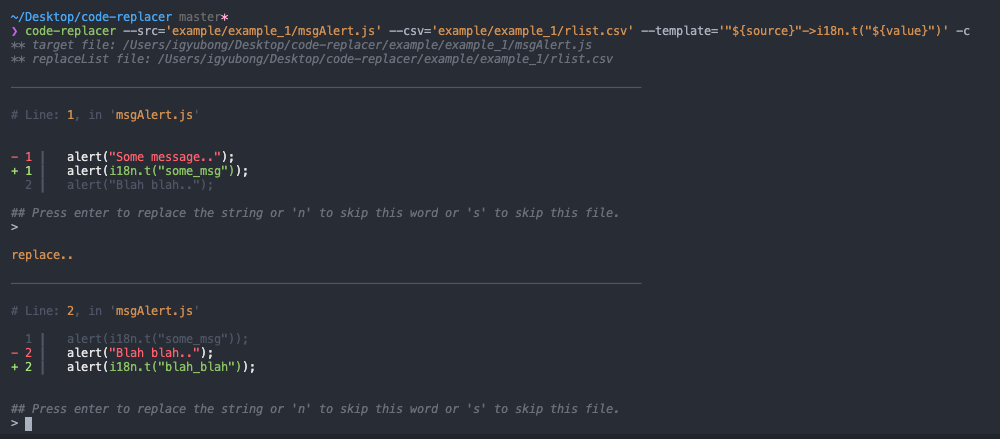 ~/Desktop/code-replacer master*
❯ code-replacer --src='example/example_1/msgAlert.js' --csv='example/example_1/rlist.csv' --template='"${source}"->i18n.t("${value}")' -c
** target file: /Users/igyubong/Desktop/code-replacer/example/example_1/msgAlert.js
** replaceList file: /Users/igyubong/Desktop/code-replacer/example/example_1/rlist.csv
# Line: 1, in 'msgAlert.js'
- 1 |   alert("Some message..");
+ 1 |   alert(i18n.t("some_msg"));
  2 |   alert("Blah blah..");
## Press enter to replace the string or 'n' to skip this word or 's' to skip this file.
>
replace..
# Line: 2, in 'msgAlert.js'
  1 |   alert(i18n.t("some_msg"));
- 2 |   alert("Blah blah..");
+ 2 |   alert(i18n.t("blah_blah"));
## Press enter to replace the string or 'n' to skip this word or 's' to skip this file.
>